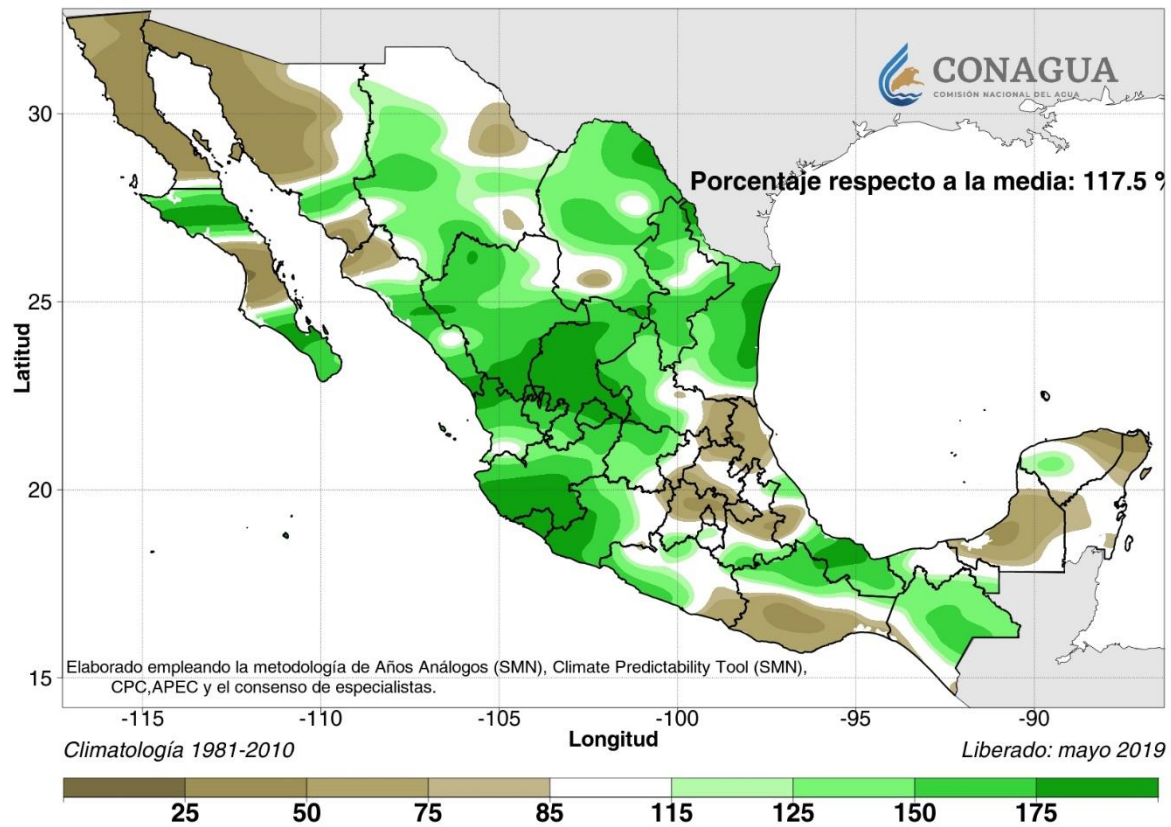 CONAGUA
COMISIÓN NACIONAL DEL AGUA
30
Porcentaje respecto a la media: 117.5 %
25
Latitud
20
Elaborado empleando la metodología de Años Análogos (SMN), Climate Predictability Tool (SMN),
CPC,APEC y el consenso de especialistas.
15
-115 -110 -105 -100 -95 -90
Longitud
Climatología 1981-2010 Liberado: mayo 2019
25 50 75 85 115 125 150 175